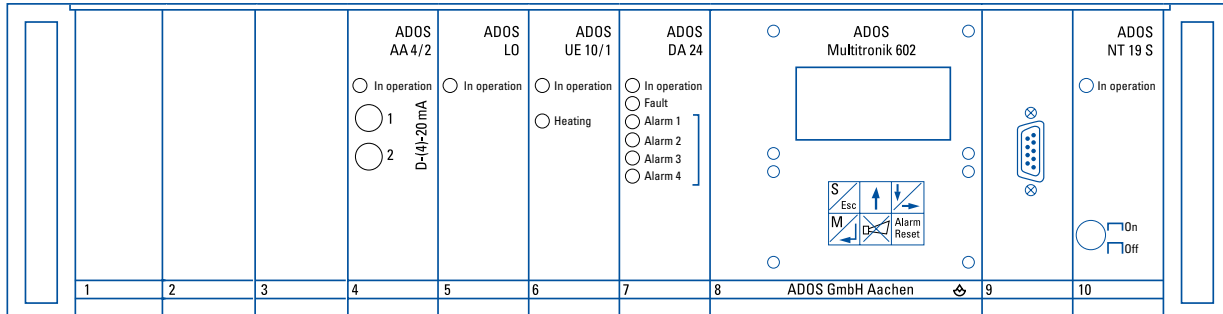 ADOS
AA 4/2
In operation
1
2
D-(4)-20 mA
ADOS
LO
In operation
ADOS
UE 10/1
In operation
Heating
ADOS
DA 24
In operation
Fault
Alarm 1
Alarm 2
Alarm 3
Alarm 4
ADOS
Multitronik 602
S
Esc
M
Alarm
Reset
ADOS
NT 19 S
In operation
On
Off
1
2
3
4
5
6
7
8
ADOS GmbH Aachen
9
10